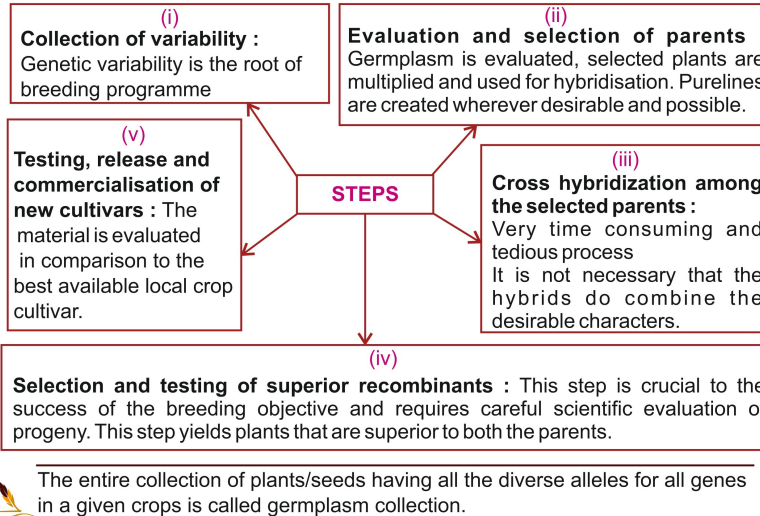 (i)
Collection of variability :
Genetic variability is the root of
breeding programme
(ii)
Evaluation and selection of parents
Germplasm is evaluated, selected plants are
multiplied and used for hybridisation. Purelines
are created wherever desirable and possible.
(v)
Testing, release and
commercialisation of
new cultivars : The
material is evaluated
in comparison to the
best available local crop
cultivar.
STEPS
(iii)
Cross hybridization among
the selected parents :
Very time consuming and
tedious process
It is not necessary that the
hybrids do combine the
desirable characters.
(iv)
Selection and testing of superior recombinants : This step is crucial to the
success of the breeding objective and requires careful scientific evaluation o
progeny. This step yields plants that are superior to both the parents.
The entire collection of plants/seeds having all the diverse alleles for all genes
in a given crops is called germplasm collection.